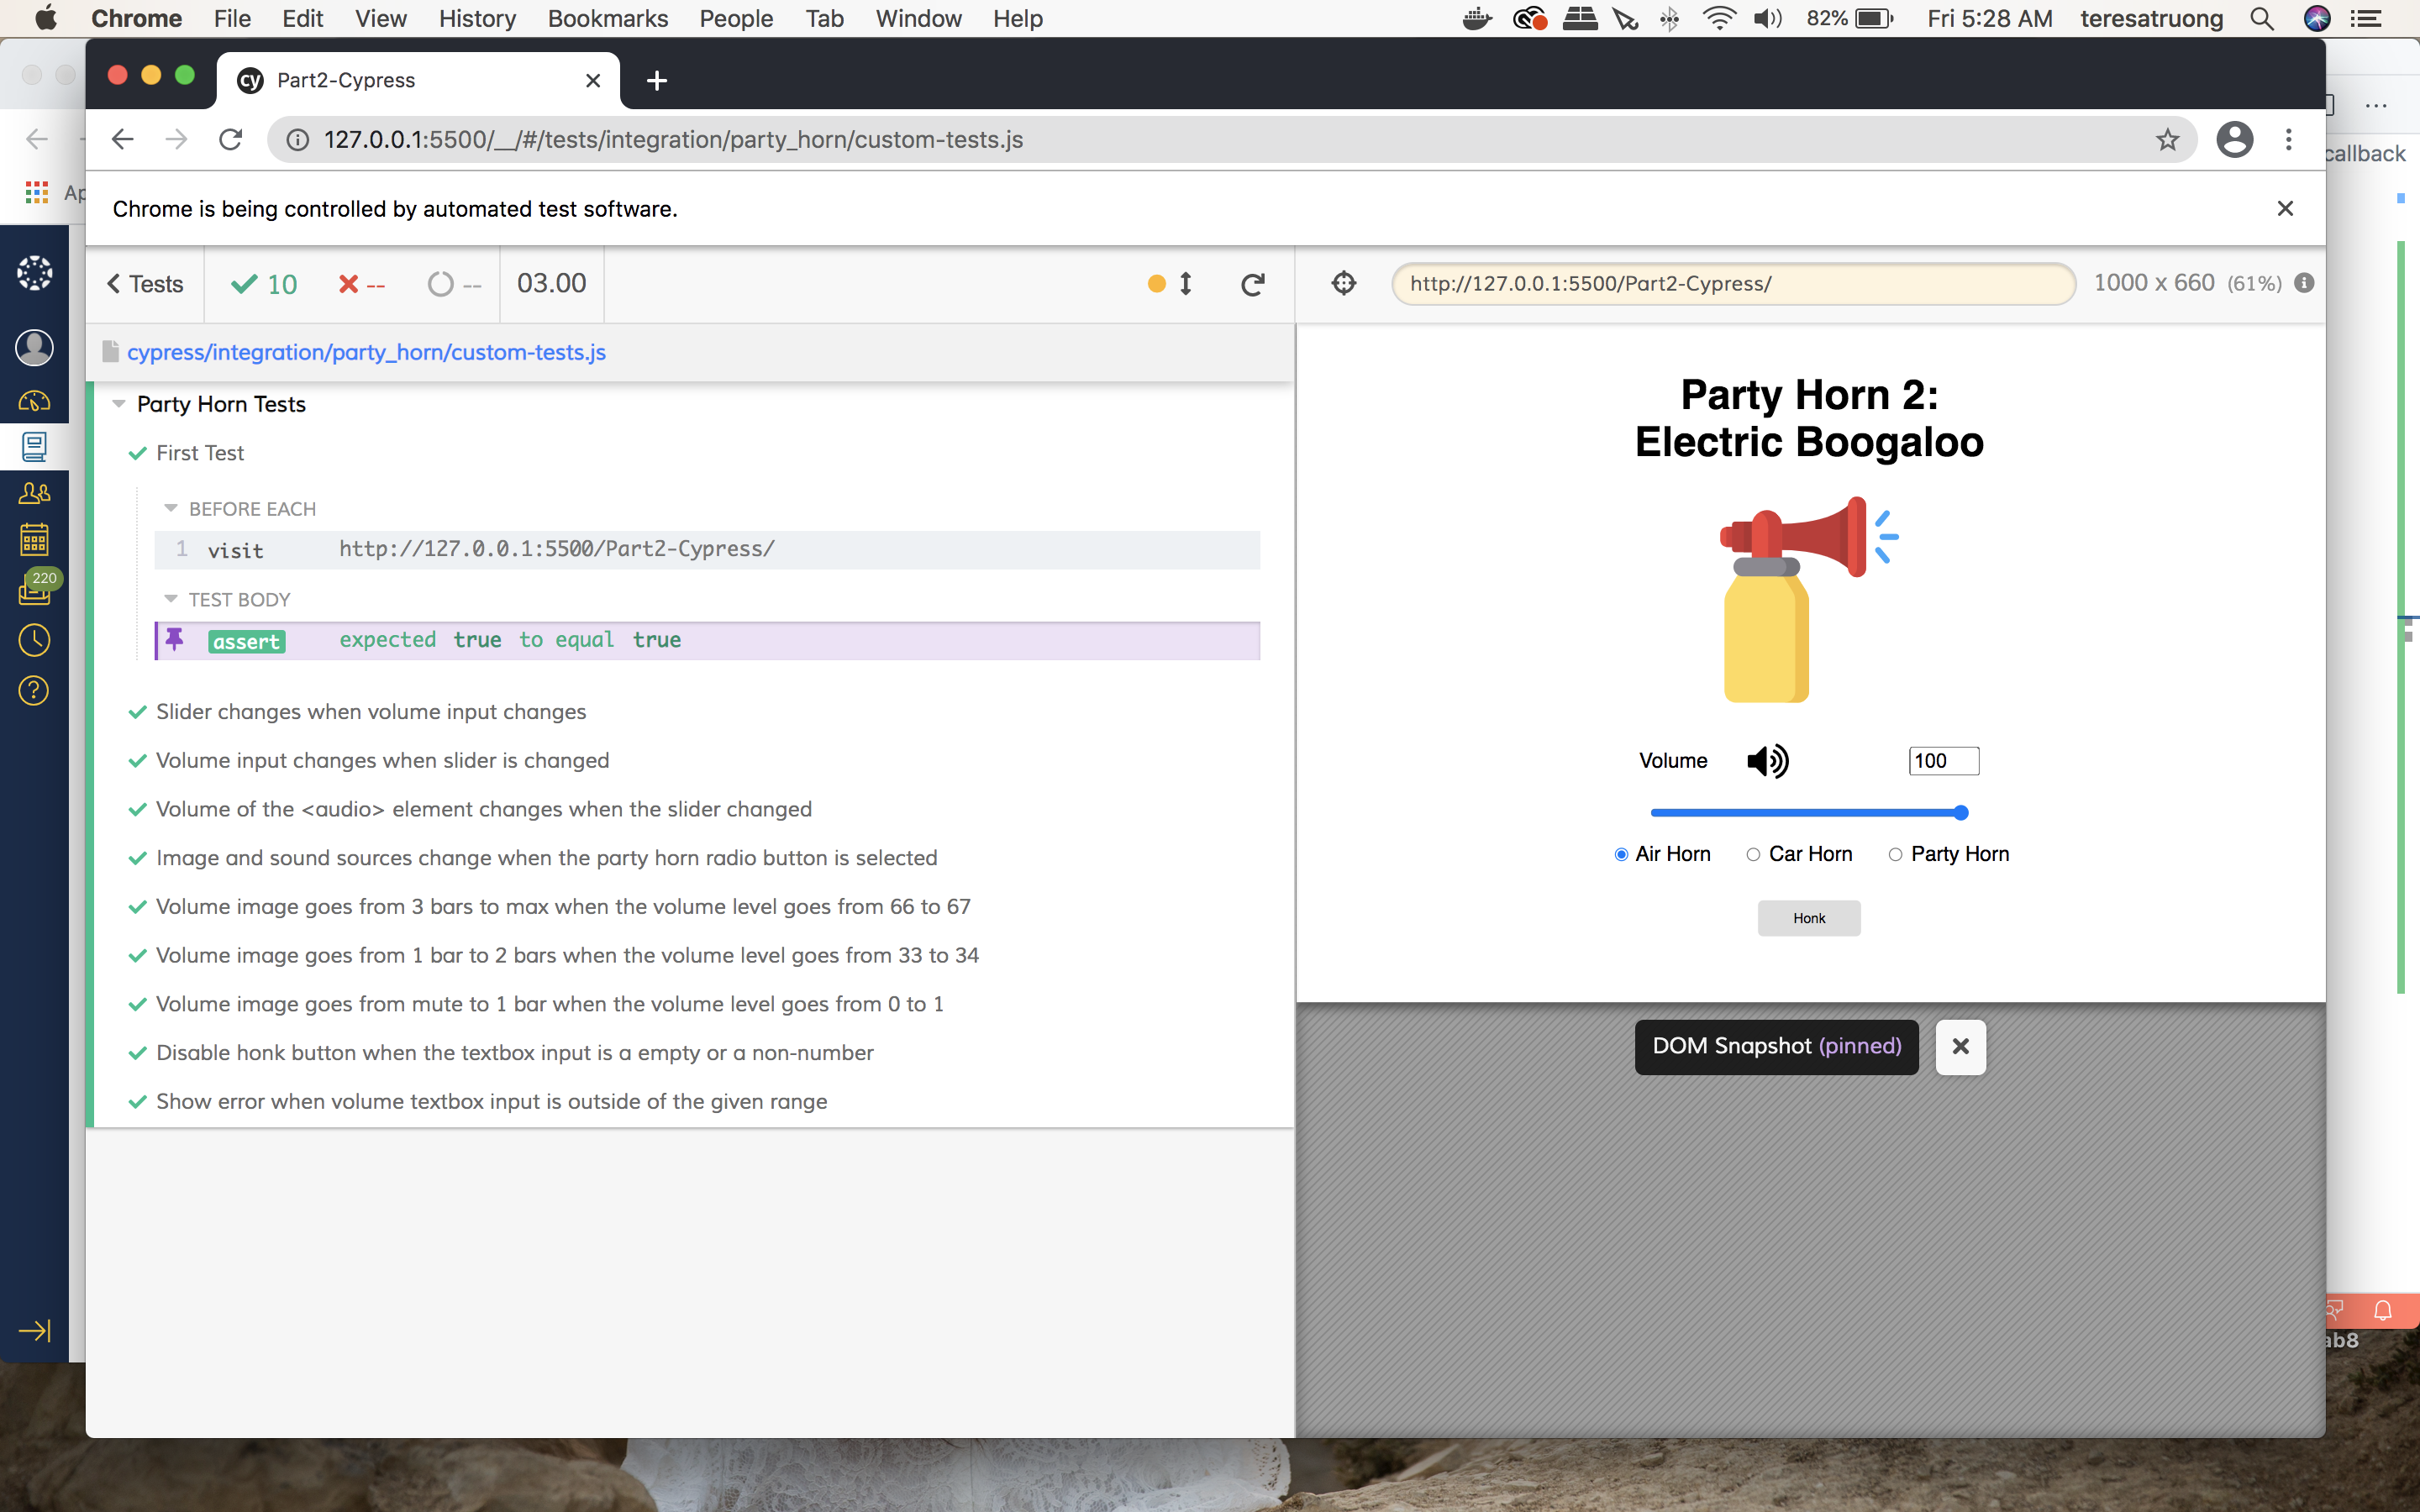 Chrome File Edit View History Bookmarks People Tab Window Help 82% Fri 5:28 AM teresatruong
cy Part2-Cypress
127.0.0.1:5500/__/#/tests/integration/party_horn/custom-tests.js
callback
Ap
Chrome is being controlled by automated test software.
Tests 10 -- -- 03.00
http://127.0.0.1:5500/Part2-Cypress/ 1000 x 660 (61%)
cypress/integration/party_horn/custom-tests.js
Party Horn Tests
First Test
BEFORE EACH
1 visit http://127.0.0.1:5500/Part2-Cypress/
TEST BODY
assert expected true to equal true
Slider changes when volume input changes
Volume input changes when slider is changed
Volume of the <audio> element changes when the slider changed
Image and sound sources change when the party horn radio button is selected
Volume image goes from 3 bars to max when the volume level goes from 66 to 67
Volume image goes from 1 bar to 2 bars when the volume level goes from 33 to 34
Volume image goes from mute to 1 bar when the volume level goes from 0 to 1
Disable honk button when the textbox input is a empty or a non-number
Show error when volume textbox input is outside of the given range
Party Horn 2:
Electric Boogaloo
Volume 100
Air Horn Car Horn Party Horn
Honk
DOM Snapshot (pinned)
220
ab8